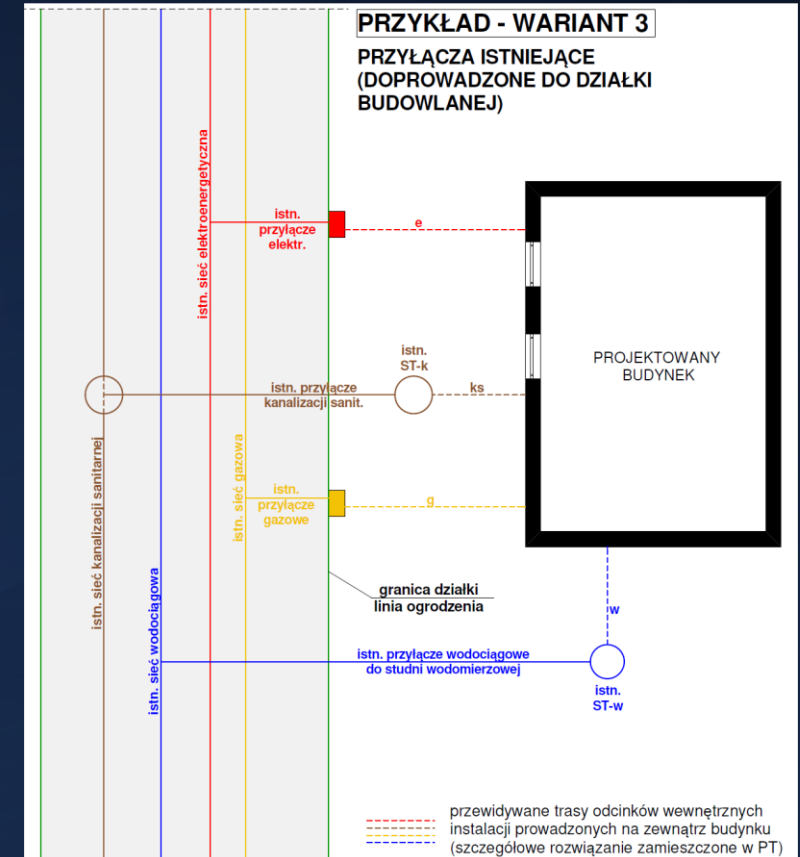 PRZYKŁAD - WARIANT 3
PRZYŁĄCZA ISTNIEJĄCE
(DOPROWADZONE DO DZIAŁKI
BUDOWLANEJ)
istn. sieć elektroenergetyczna
istn.
przyłącze
elektr.
e
istn.
ST-k
istn. przyłącze
kanalizacji sanit.
ks
PROJEKTOWANY
BUDYNEK
istn. sieć kanalizacji sanitarnej
istn. sieć gazowa
istn.
przyłącze
gazowe
g
istn. sieć wodociągowa
granica działki
linia ogrodzenia
w
istn. przyłącze wodociągowe
do studni wodomierzowej
istn.
ST-w
przewidywane trasy odcinków wewnętrznych
instalacji prowadzonych na zewnątrz budynku
(szczegółowe rozwiązanie zamieszczone w PT)